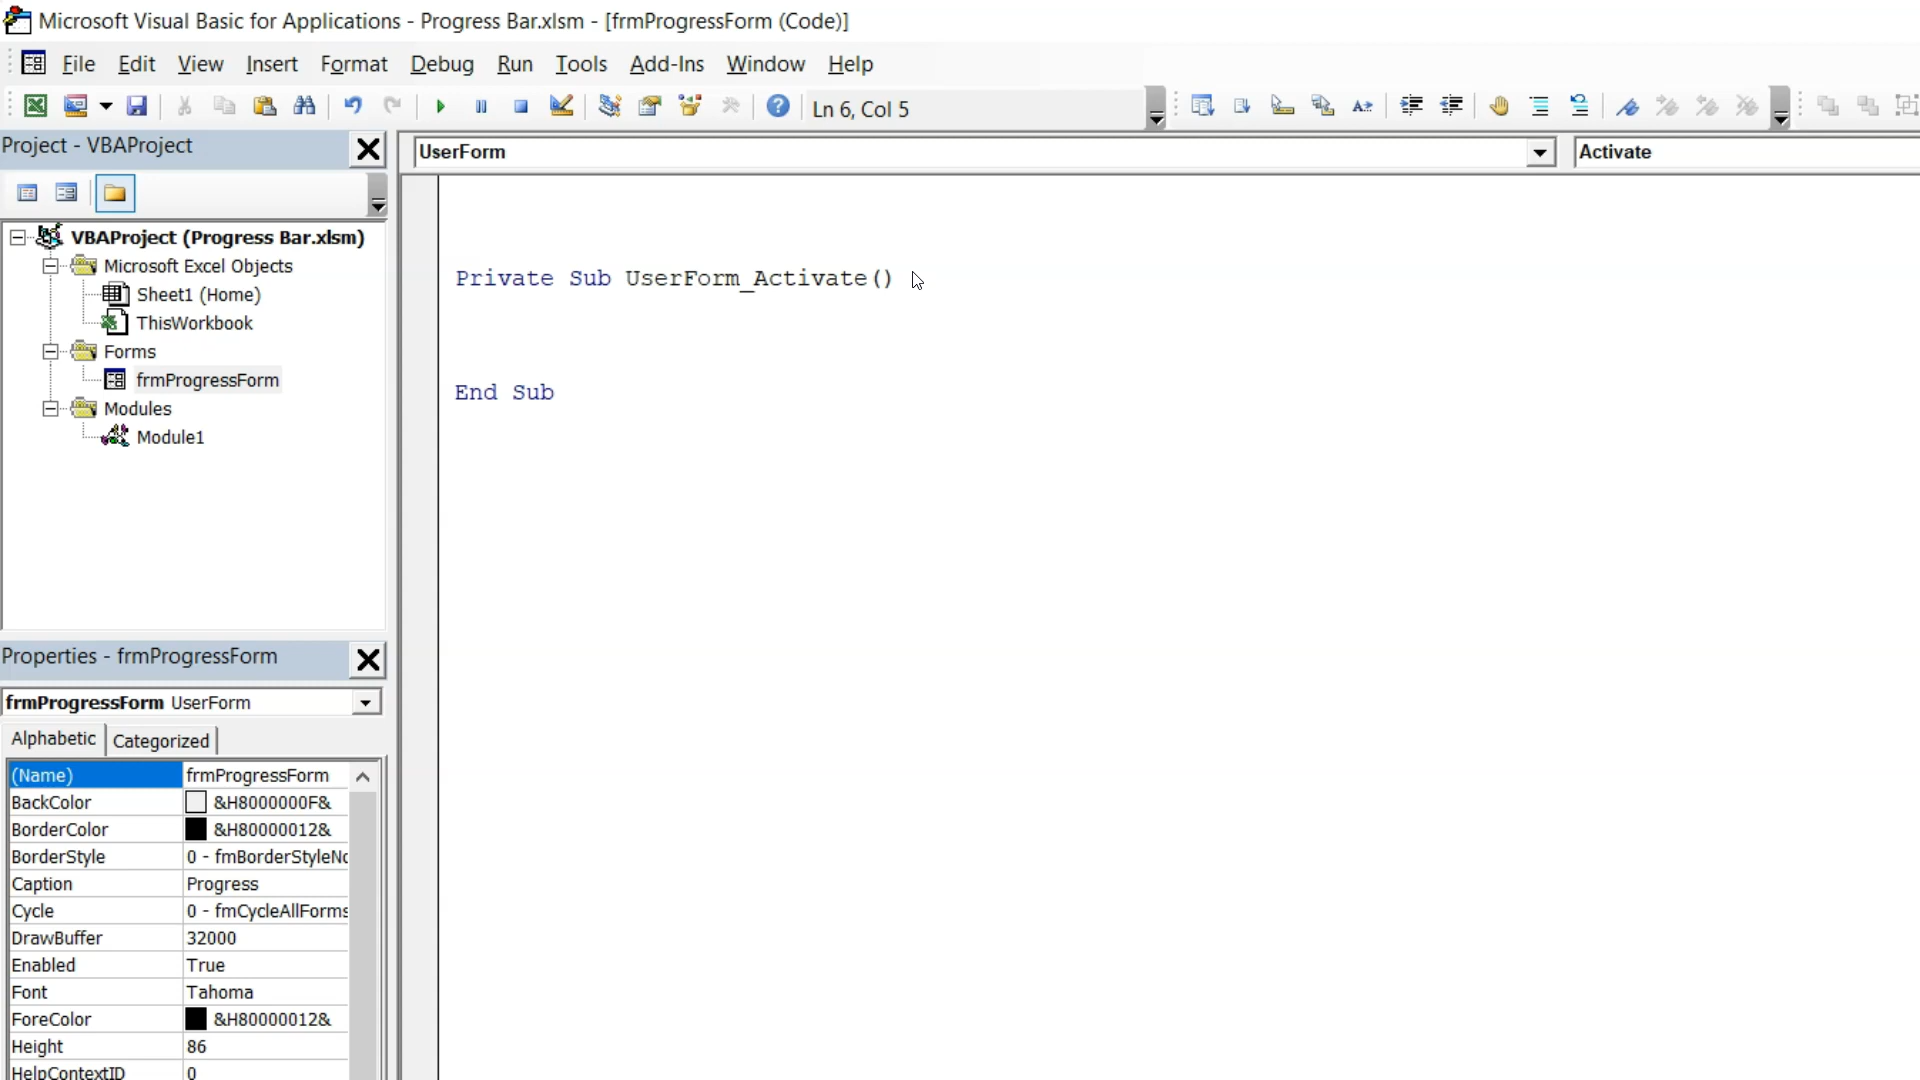 Microsoft Visual Basic for Applications - Progress Bar.xlsm - [frmProgressForm (Code)]
File Edit View Insert Format Debug Run Tools Add-Ins Window Help
Ln 6, Col 5
Project - VBAProject
UserForm
Activate
VBAProject (Progress Bar.xlsm)
Microsoft Excel Objects
Sheet1 (Home)
ThisWorkbook
Forms
frmProgressForm
Modules
Module1
Private Sub UserForm_Activate()
End Sub
Properties - frmProgressForm
frmProgressForm UserForm
Alphabetic Categorized
(Name) frmProgressForm
BackColor &H8000000F&
BorderColor &H80000012&
BorderStyle 0 - fmBorderStyleNo
Caption Progress
Cycle 0 - fmCycleAllForms
DrawBuffer 32000
Enabled True
Font Tahoma
ForeColor &H80000012&
Height 86
HelpContextID 0